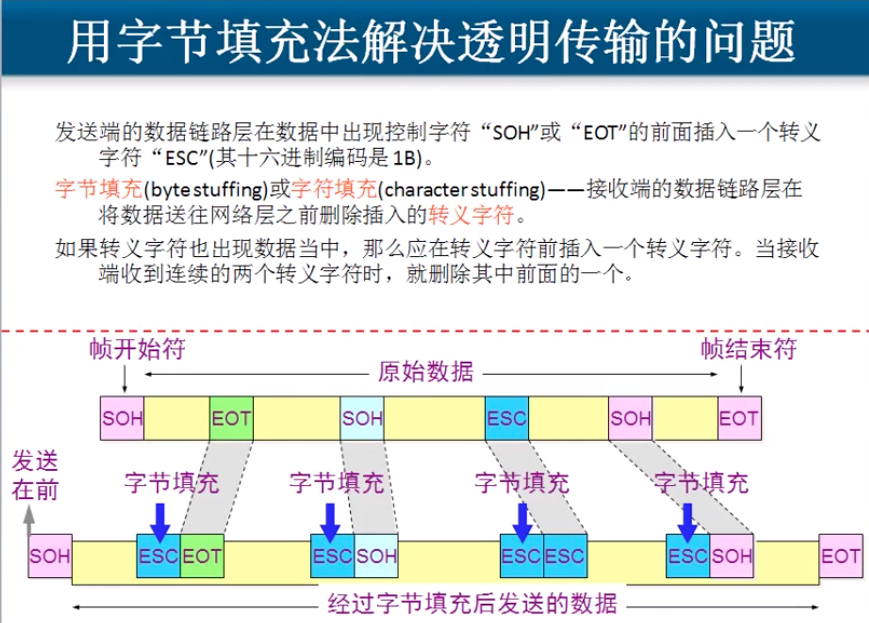 用字节填充法解决透明传输的问题
发送端的数据链路层在数据中出现控制字符“SOH”或“EOT”的前面插入一个转义
字符“ESC”(其十六进制编码是 1B)。
字节填充(byte stuffing)或字符填充(character stuffing)——接收端的数据链路层在
将数据送往网络层之前删除插入的转义字符。
如果转义字符也出现数据当中，那么应在转义字符前插入一个转义字符。当接收
端收到连续的两个转义字符时，就删除其中前面的一个。
帧开始符
帧结束符
原始数据
SOH EOT SOH ESC SOH EOT
发送
在前
字节填充 字节填充 字节填充 字节填充
SOH ESC EOT ESC SOH ESC ESC ESC SOH EOT
经过字节填充后发送的数据